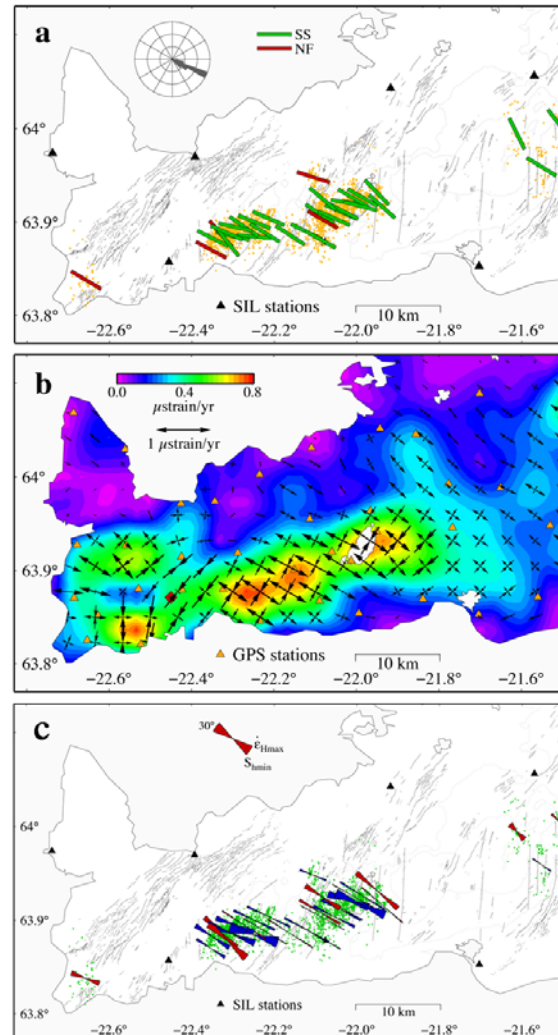 a
SS
NF
64°
63.9°
63.8°
SIL stations
10 km
−22.6 −22.4 −22.2 −22.0 −21.8 −21.6
b
0.0 0.4 0.8
μstrain/yr
1 μstrain/yr
64°
63.9°
63.8°
GPS stations
10 km
−22.6 −22.4 −22.2 −22.0 −21.8 −21.6
c
30°
ε̇Hmax
Shmin
64°
63.9°
63.8°
SIL stations
10 km
−22.6 −22.4 −22.2 −22.0 −21.8 −21.6